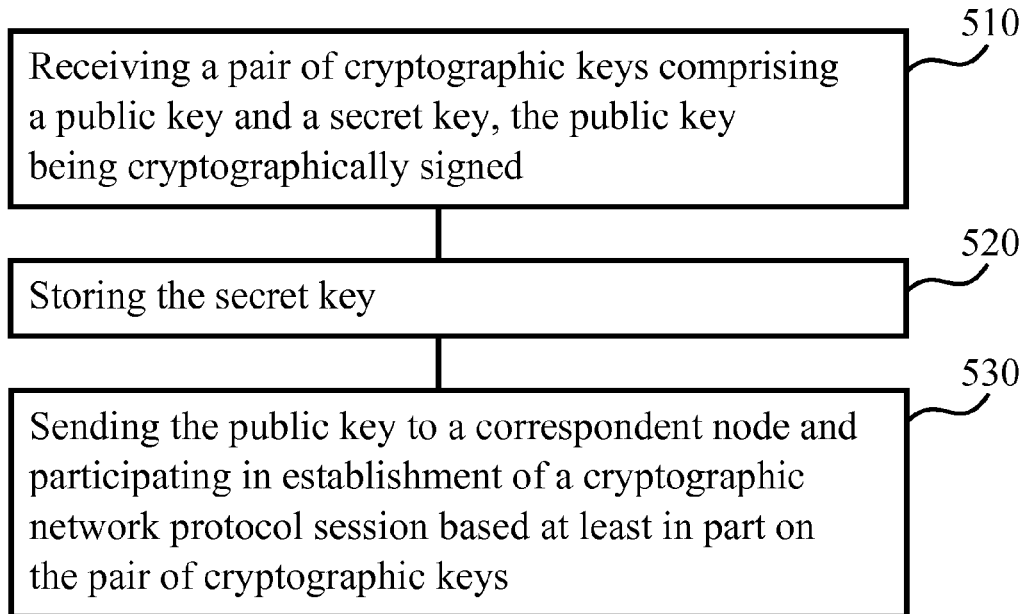 510
Receiving a pair of cryptographic keys comprising
a public key and a secret key, the public key
being cryptographically signed
520
Storing the secret key
530
Sending the public key to a correspondent node and
participating in establishment of a cryptographic
network protocol session based at least in part on
the pair of cryptographic keys